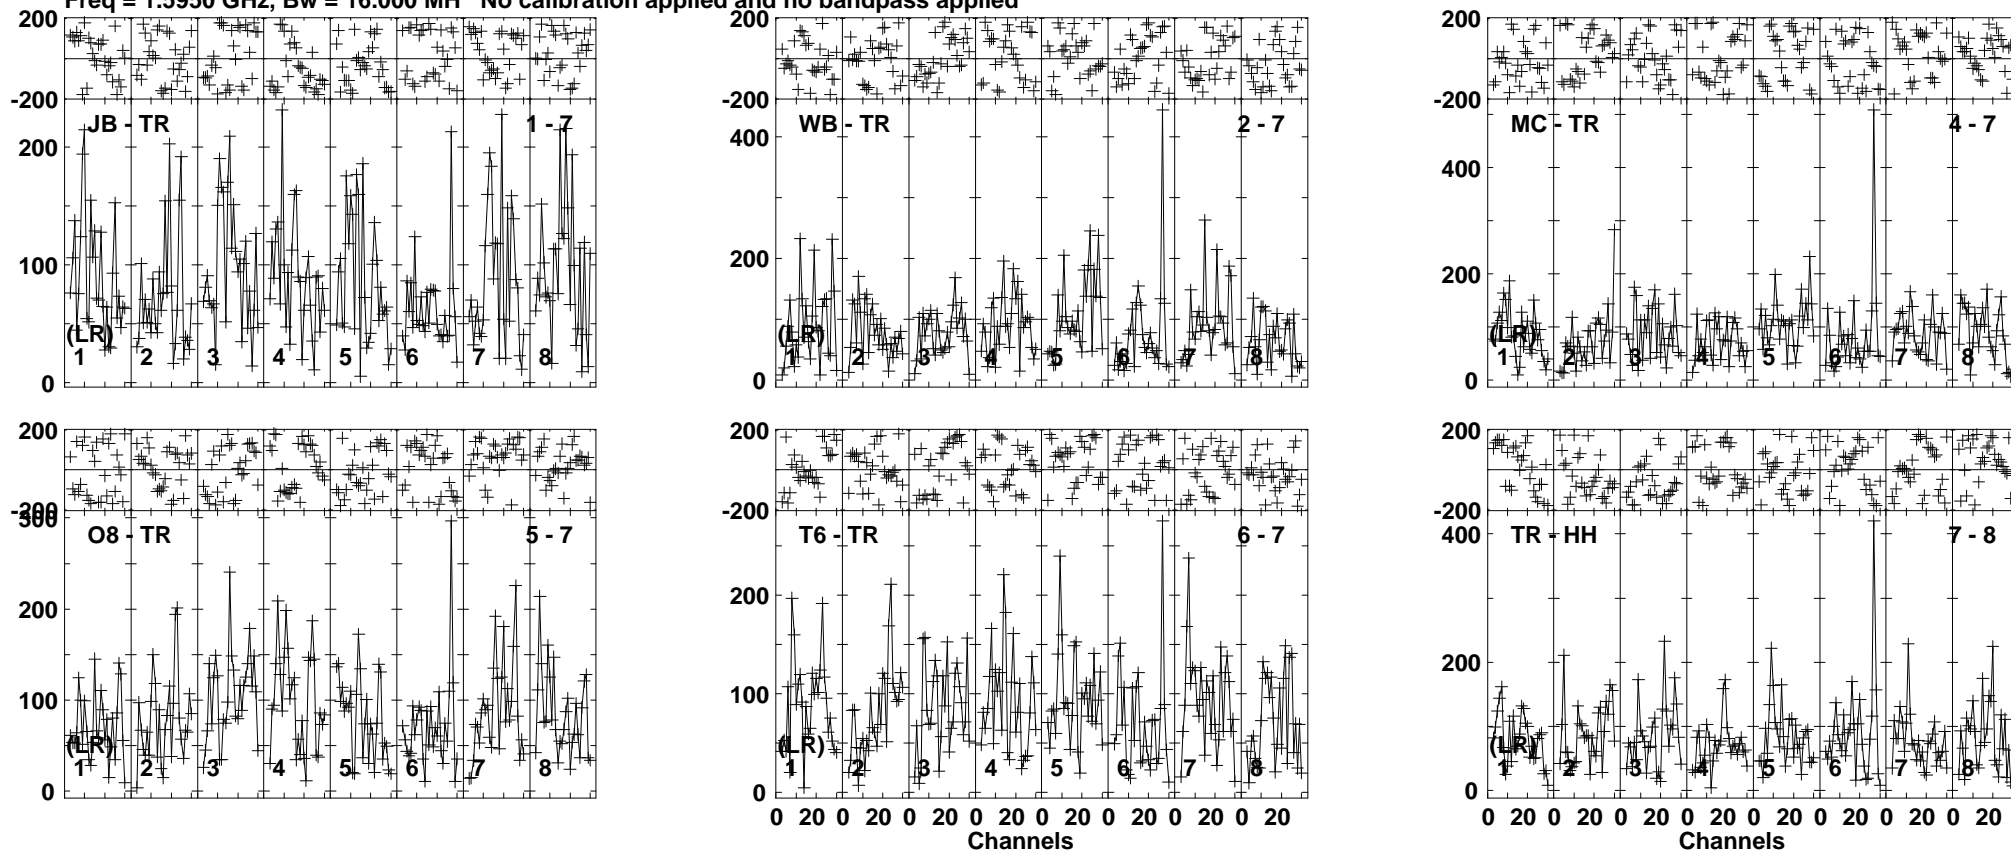 Freq = 1.5950 GHz, Bw = 16.000 MH No calibration applied and no bandpass applied
200
-200
JB - TR
1 - 7
200
100
0
(LR)
1 2 3 4 5 6 7 8
200
-200
WB - TR
2 - 7
400
200
0
(LR)
1 2 3 4 5 6 7 8
200
-200
MC - TR
4 - 7
400
200
0
(LR)
1 2 3 4 5 6 7 8
200
-200
O8 - TR
5 - 7
300
200
100
0
(LR)
1 2 3 4 5 6 7 8
200
-200
T6 - TR
6 - 7
200
100
0
(LR)
1 2 3 4 5 6 7 8
0 20 0 20 0 20 0 20 0 20 0 20 0 20 0 20
Channels
200
-200
TR - HH
7 - 8
400
200
0
(LR)
1 2 3 4 5 6 7 8
0 20 0 20 0 20 0 20 0 20 0 20 0 20 0 20
Channels